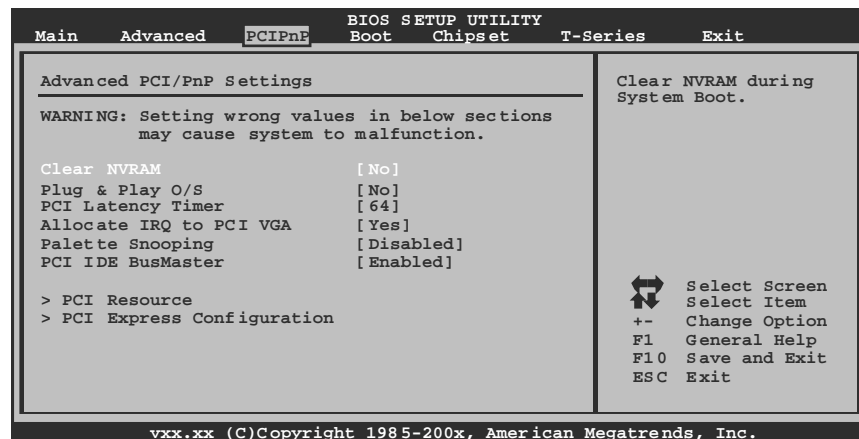 BIOS SETUP UTILITY
Main Advanced PCIPnP Boot Chipset T-Series Exit
Advanced PCI/PnP Settings
WARNING: Setting wrong values in below sections
may cause system to malfunction.
Clear NVRAM [No]
Plug & Play O/S [No]
PCI Latency Timer [64]
Allocate IRQ to PCI VGA [Yes]
Palette Snooping [Disabled]
PCI IDE BusMaster [Enabled]
> PCI Resource
> PCI Express Configuration
Clear NVRAM during
System Boot.
Select Screen
Select Item
+- Change Option
F1 General Help
F10 Save and Exit
ESC Exit
vxx.xx (C)Copyright 1985-200x, American Megatrends, Inc.